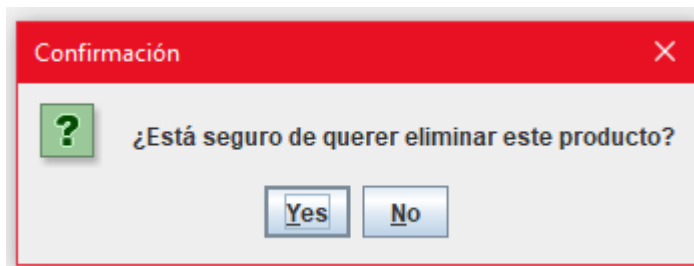 Confirmación
¿Está seguro de querer eliminar este producto?
Yes No